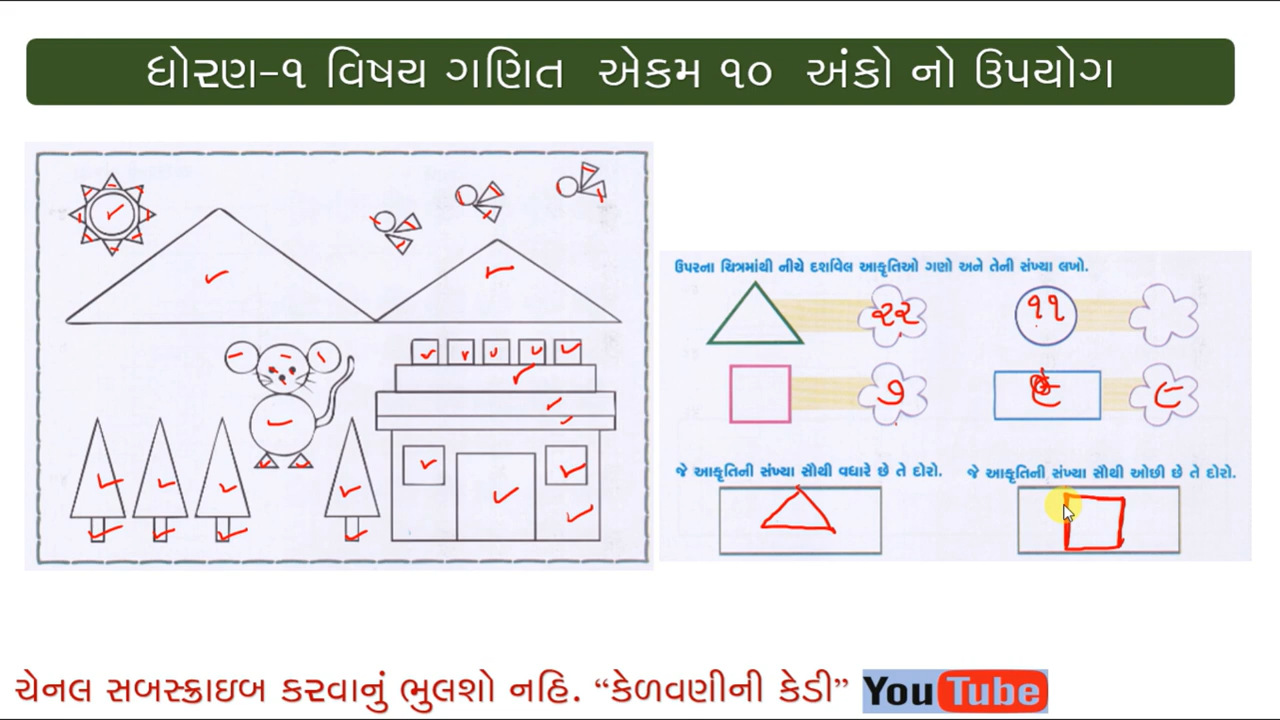 ધોરણ-૧ વિષય ગણિત એકમ ૧૦ અંકો નો ઉપયોગ
ઉપરના ચિત્રમાંથી નીચે દર્શાવેલ આકૃતિઓ ગણો અને તેની સંખ્યા લખો.
૨૨
૧૧
૭
૯
જે આકૃતિની સંખ્યા સૌથી વધારે છે તે દોરો.
જે આકૃતિની સંખ્યા સૌથી ઓછી છે તે દોરો.
ચેનલ સબસ્ક્રાઇબ કરવાનું ભુલશો નહિ. “કેળવણીની કેડી” YouTube